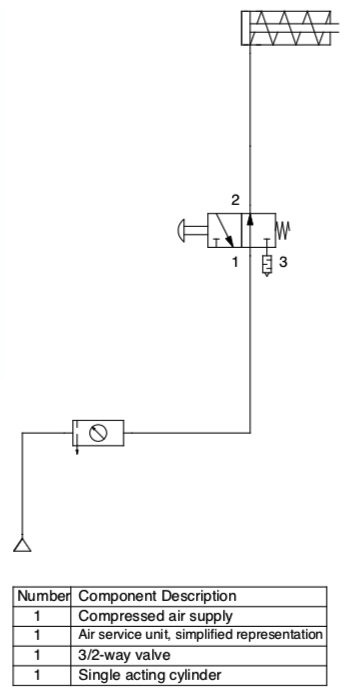 2
1 3
Number Component Description
1 Compressed air supply
1 Air service unit, simplified representation
1 3/2-way valve
1 Single acting cylinder